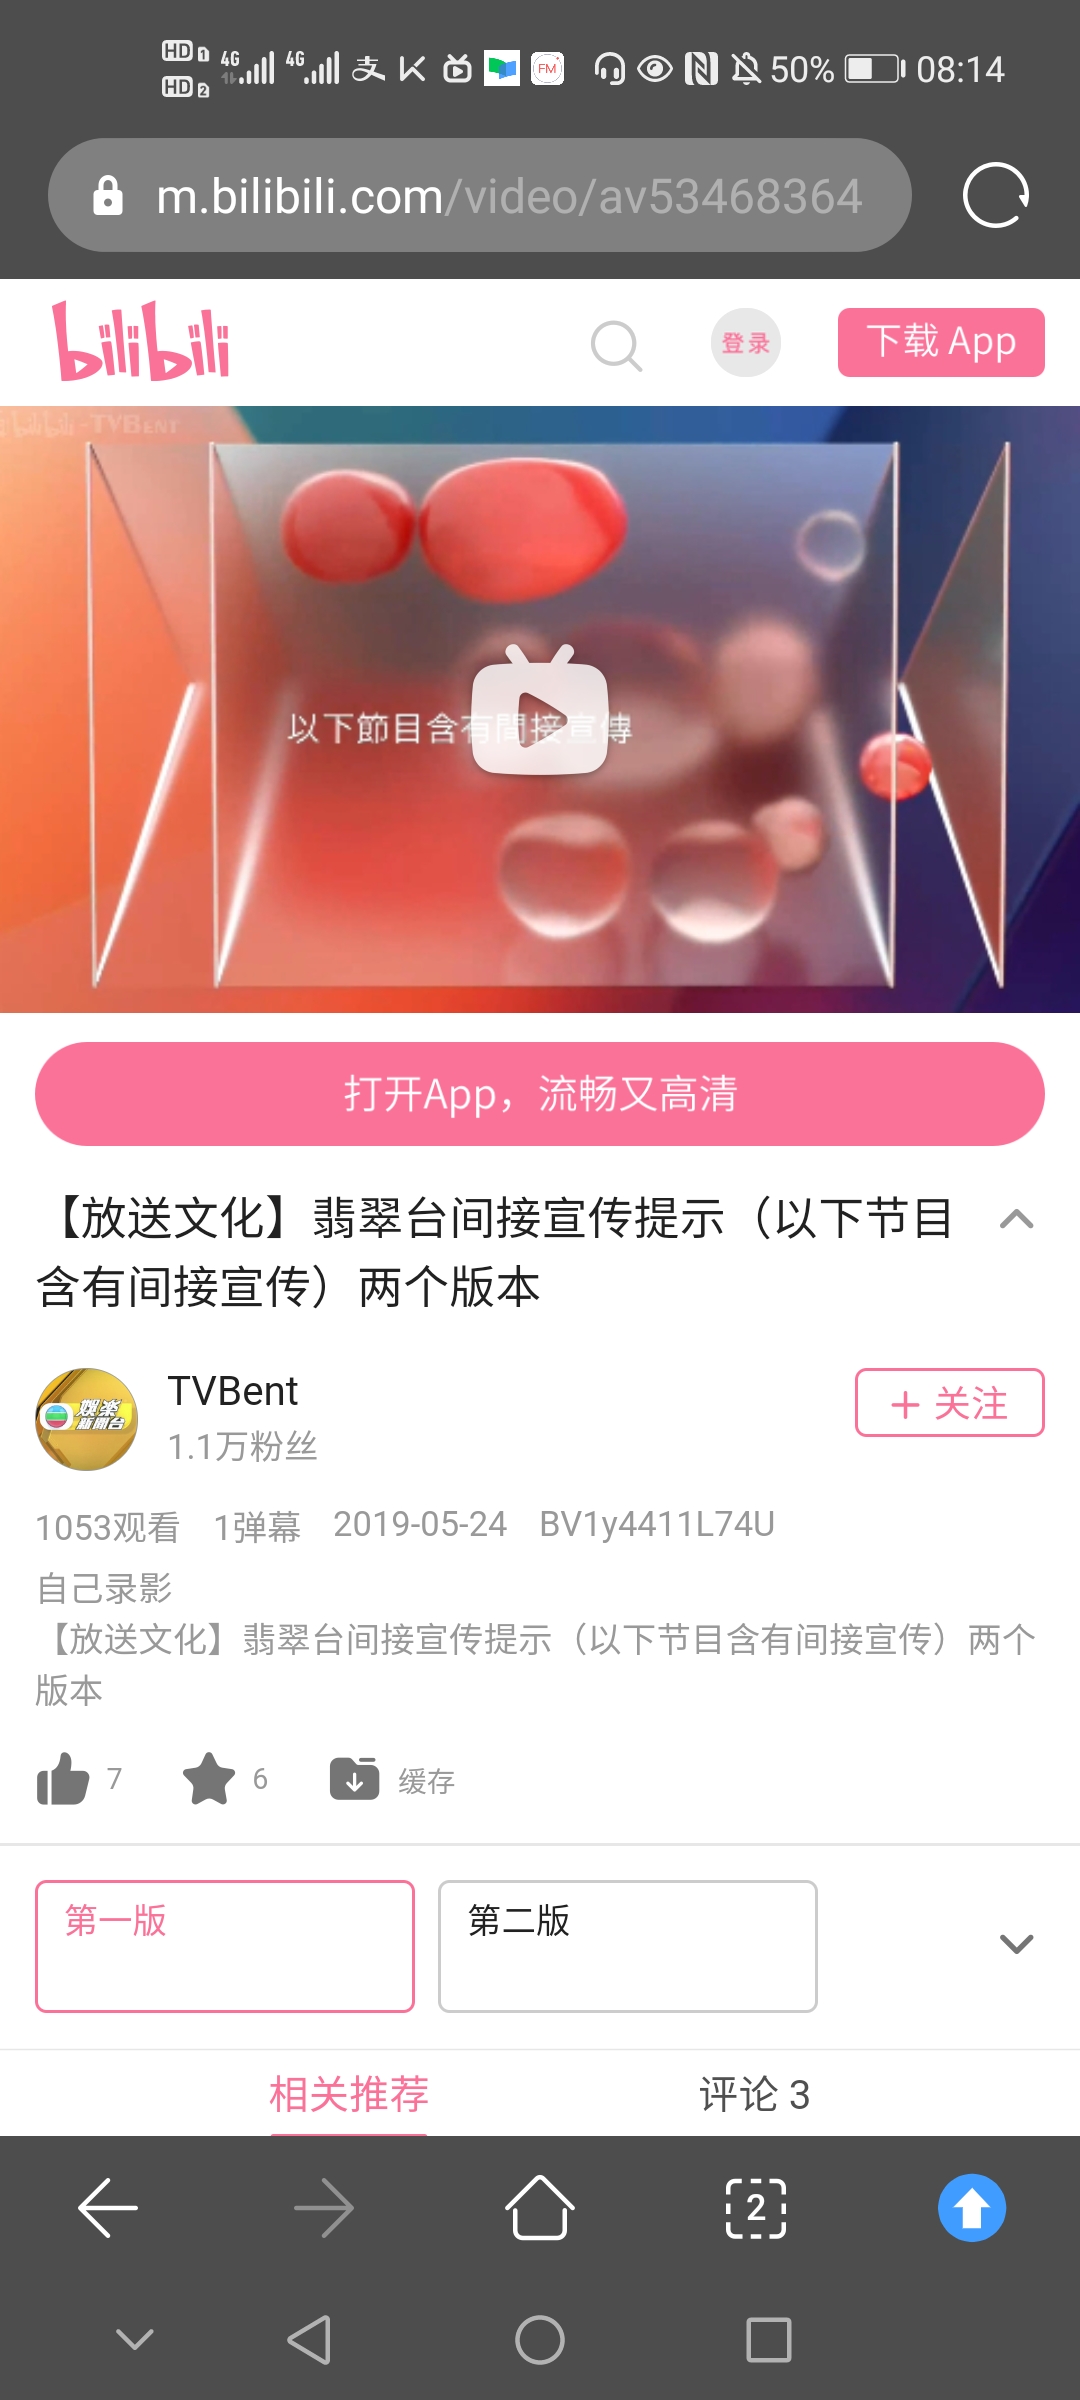 HD 1 4G 4G 支 FM 50% 08:14
HD 2
m.bilibili.com/video/av53468364
bilibili 登录 下载 App
bilibili-TVBENT
以下節目含有間接宣傳
打开App，流畅又高清
【放送文化】翡翠台间接宣传提示（以下节目
含有间接宣传）两个版本
TVBent
娛樂
新聞台
1.1万粉丝
+ 关注
1053观看 1弹幕 2019-05-24 BV1y4411L74U
自己录影
【放送文化】翡翠台间接宣传提示（以下节目含有间接宣传）两个
版本
7 6 缓存
第一版 第二版
相关推荐 评论 3
2